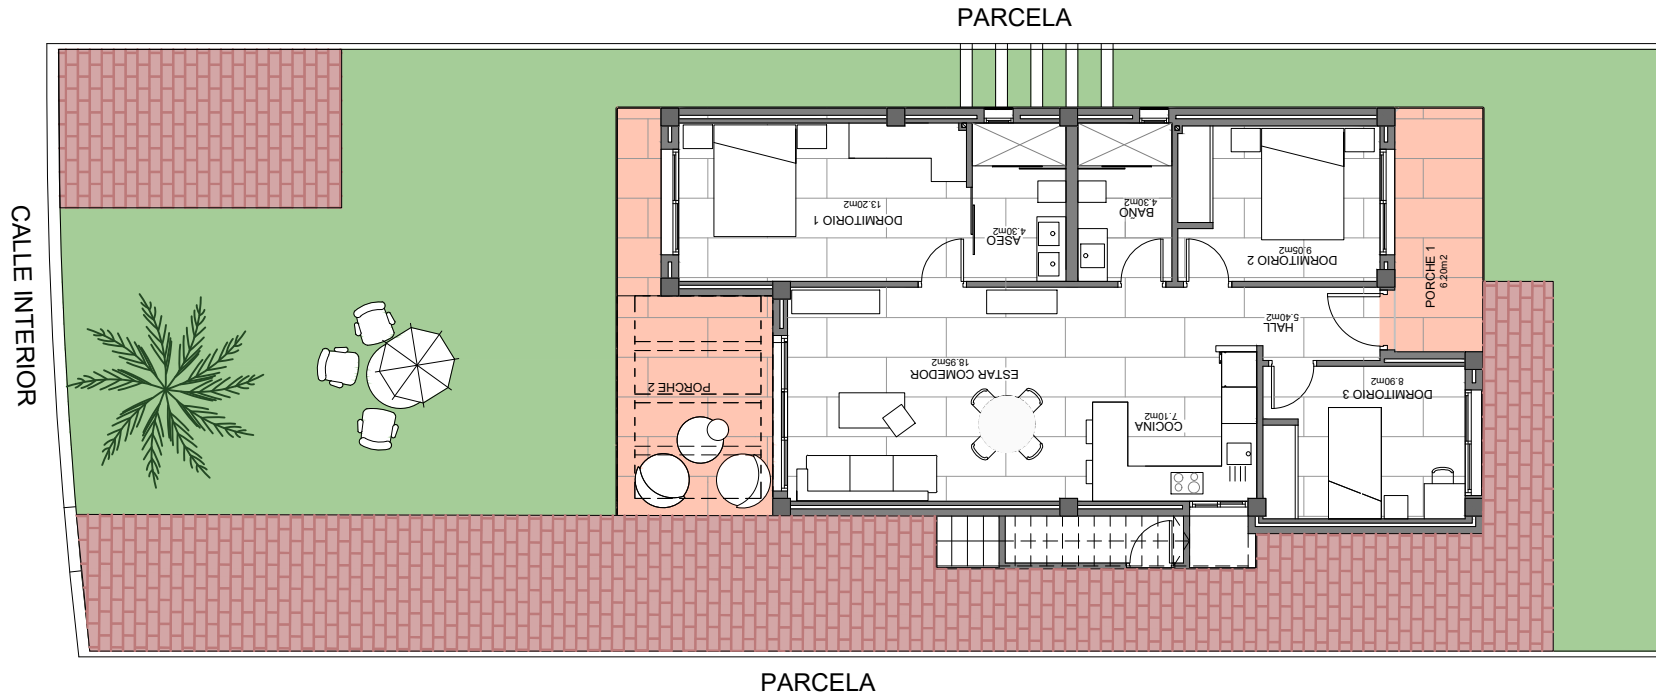 PARCELA
CALLE INTERIOR
DORMITORIO 1
13.20m2
ASEO
4.30m2
BAÑO
4.30m2
DORMITORIO 2
9.05m2
PORCHE 1
6.20m2
HALL
5.40m2
PORCHE 2
ESTAR COMEDOR
18.95m2
COCINA
7.10m2
DORMITORIO 3
8.90m2
PARCELA